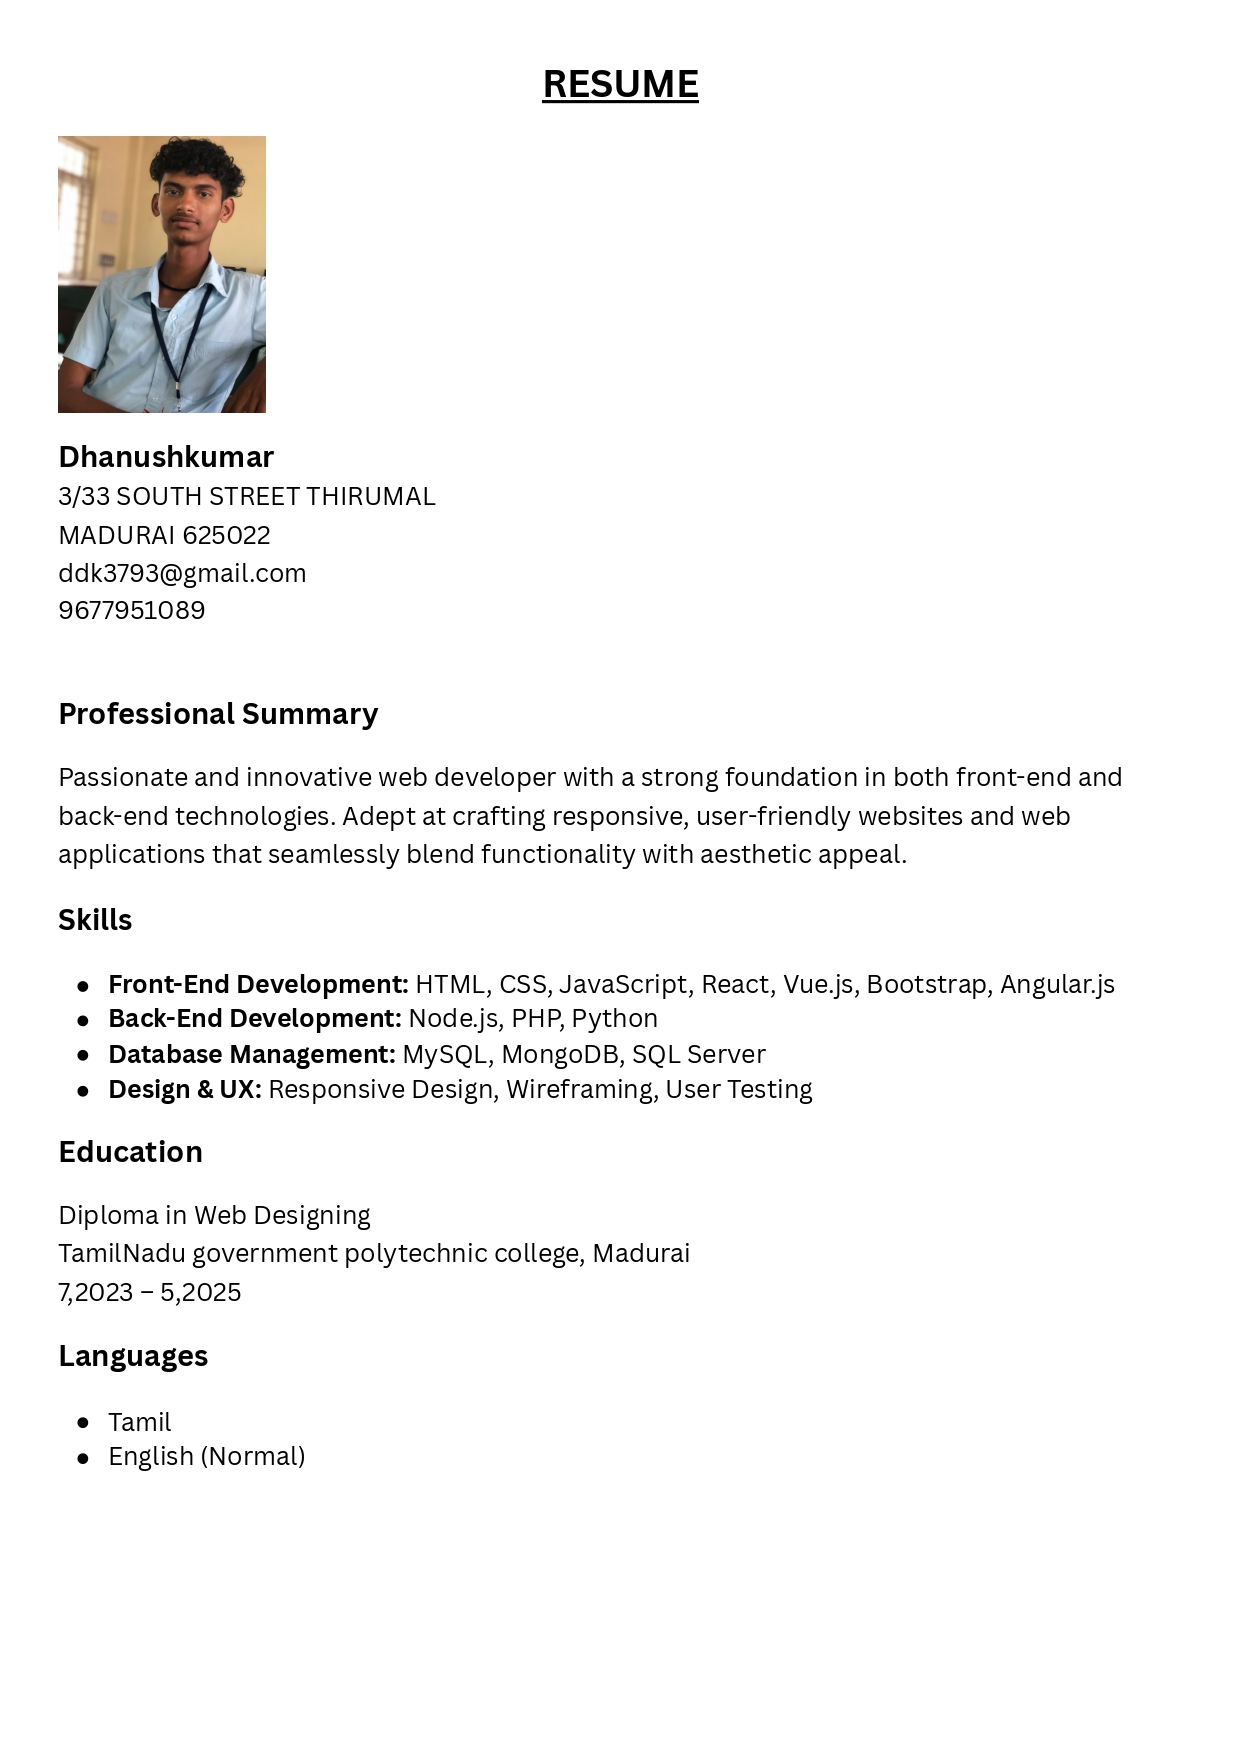 RESUME
Dhanushkumar
3/33 SOUTH STREET THIRUMAL
MADURAI 625022
ddk3793@gmail.com
9677951089
Professional Summary
Passionate and innovative web developer with a strong foundation in both front-end and
back-end technologies. Adept at crafting responsive, user-friendly websites and web
applications that seamlessly blend functionality with aesthetic appeal.
Skills
● Front-End Development: HTML, CSS, JavaScript, React, Vue.js, Bootstrap, Angular.js
● Back-End Development: Node.js, PHP, Python
● Database Management: MySQL, MongoDB, SQL Server
● Design & UX: Responsive Design, Wireframing, User Testing
Education
Diploma in Web Designing
TamilNadu government polytechnic college, Madurai
7,2023 – 5,2025
Languages
● Tamil
● English (Normal)